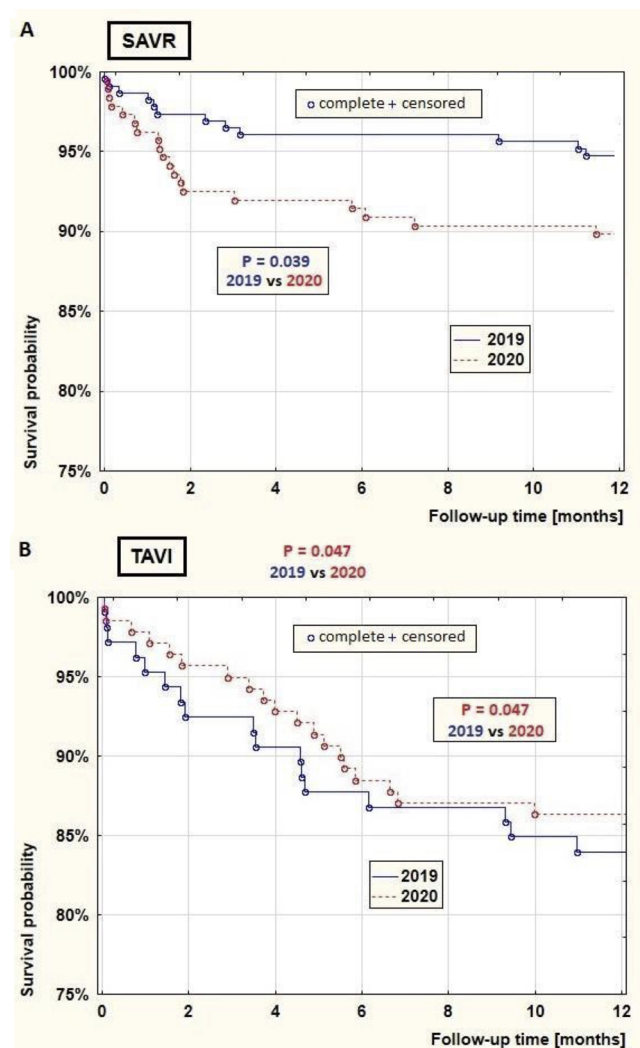 A
SAVR
100%
95%
90%
85%
80%
75%
Survival probability
complete + censored
P = 0.039
2019 vs 2020
2019
2020
0 2 4 6 8 10 12
Follow-up time [months]
B
TAVI
P = 0.047
2019 vs 2020
100%
95%
90%
85%
80%
75%
Survival probability
complete + censored
P = 0.047
2019 vs 2020
2019
2020
0 2 4 6 8 10 12
Follow-up time [months]